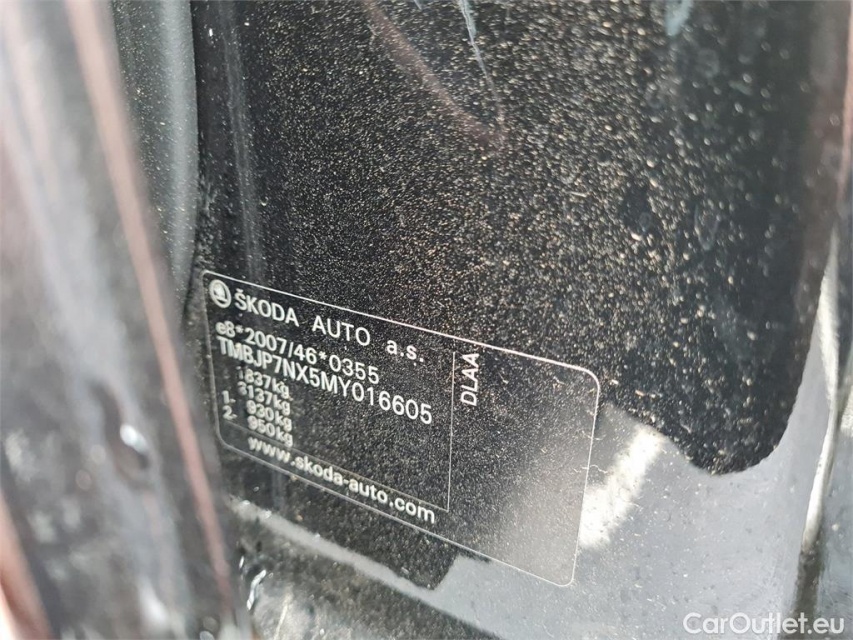 ŠKODA AUTO a.s.
e8*2007/46*0355
TMBJP7NX5MY016605
1837kg
3137kg
1- 930kg
2- 950kg
www.skoda-auto.com
DLAA
CarOutlet.eu